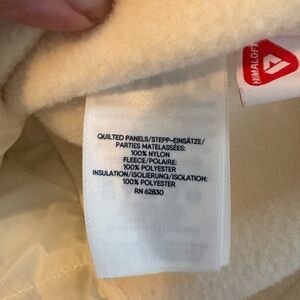 QUILTED PANELS/STEPP-EINSÄTZE/
PARTIES MATELASSÉES:
100% NYLON
FLEECE/POLAIRE:
100% POLYESTER
INSULATION/ISOLIERUNG/ISOLATION:
100% POLYESTER
RN 62830